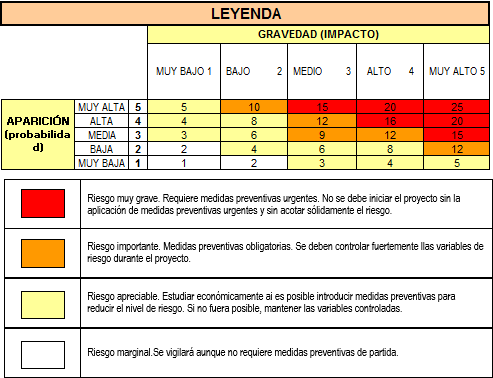 LEYENDA
GRAVEDAD (IMPACTO)
MUY BAJO 1 BAJO 2 MEDIO 3 ALTO 4 MUY ALTO 5
APARICIÓN
(probabilida
d)
MUY ALTA 5 5 10 15 20 25
ALTA 4 4 8 12 16 20
MEDIA 3 3 6 9 12 15
BAJA 2 2 4 6 8 12
MUY BAJA 1 1 2 3 4 5
Riesgo muy grave. Requiere medidas preventivas urgentes. No se debe iniciar el proyecto sin la
aplicación de medidas preventivas urgentes y sin acotar sólidamente el riesgo.
Riesgo importante. Medidas preventivas obligatorias. Se deben controlar fuertemente llas variables de
riesgo durante el proyecto.
Riesgo apreciable. Estudiar económicamente ai es posible introducir medidas preventivas para
reducir el nivel de riesgo. Si no fuera posible, mantener las variables controladas.
Riesgo marginal.Se vigilará aunque no requiere medidas preventivas de partida.